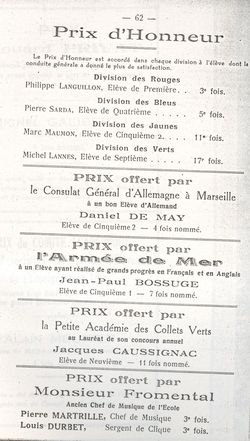 — 62 —
Prix d'Honneur
Le Prix d'Honneur est accordé dans chaque division à l'élève dont la
conduite générale a donné le plus de satisfaction.
Division des Rouges
Philippe LANGUILLON, Elève de Première . . 3e fois.
Division des Bleus
Pierre SARDA, Elève de Quatrième . . . . . 5e fois.
Division des Jaunes
Marc MAUMON, Elève de Cinquième 2. . . . 11e fois.
Division des Verts
Michel LANNES, Elève de Septième . . . . . 17e fois.
PRIX offert par
le Consulat Général d'Allemagne à Marseille
à un bon Elève d'Allemand
Daniel DE MAY
Elève de Cinquième 2 — 4 fois nommé.
PRIX offert par
l'Armée de Mer
à un Elève ayant réalisé de grands progrès en Français et en Anglais
Jean-Paul BOSSUGE
Elève de Cinquième 1 — 7 fois nommé.
PRIX offert par
la Petite Académie des Collets Verts
au Lauréat de son concours annuel
Jacques CAUSSIGNAC
Elève de Neuvième — 11 fois nommé.
PRIX offert par
Monsieur Fromental
Ancien Chef de Musique de l'Ecole
Pierre MARTRILLE, Chef de Musique 3e fois.
Louis DURBET, Sergent de Clique 3e fois.